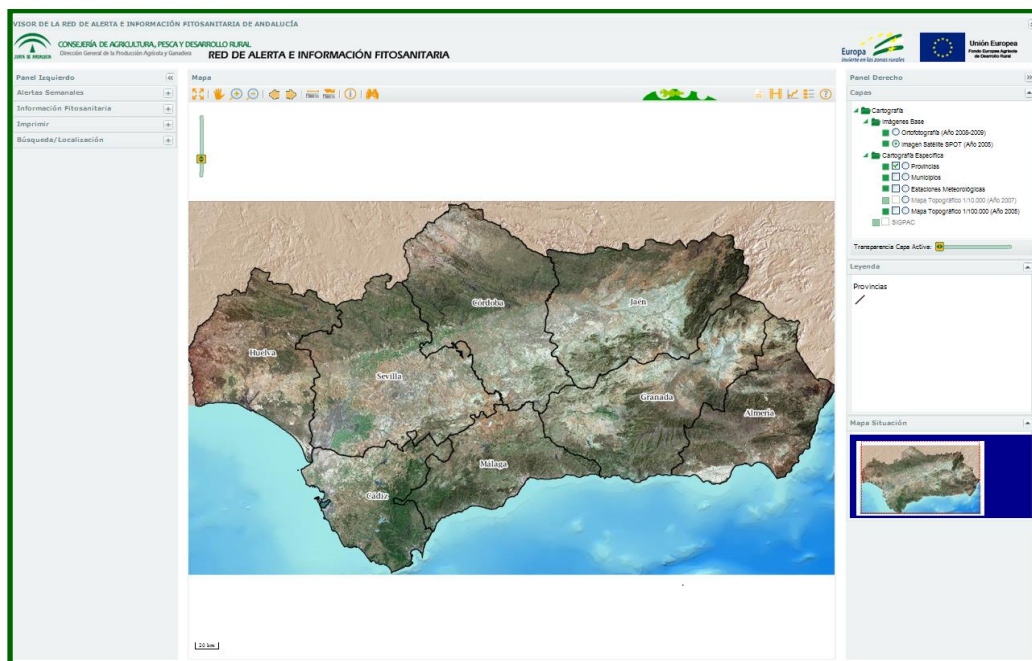 VISOR DE LA RED DE ALERTA E INFORMACIÓN FITOSANITARIA DE ANDALUCÍA
JUNTA DE ANDALUCIA
CONSEJERÍA DE AGRICULTURA, PESCA Y DESARROLLO RURAL
Dirección General de la Producción Agrícola y Ganadera
RED DE ALERTA E INFORMACIÓN FITOSANITARIA
Europa
invierte en las zonas rurales
Unión Europea
Fondo Europeo Agrícola
de Desarrollo Rural
Panel Izquierdo
Alertas Semanales
Información Fitosanitaria
Imprimir
Búsqueda/Localización
Mapa
Córdoba
Jaén
Huelva
Sevilla
Granada
Almería
Málaga
Cádiz
20 km
Panel Derecho
Capas
Cartografía
Imágenes Base
Ortofotografía (Año 2008-2009)
Imagen Satélite SPOT (Año 2005)
Cartografía Específica
Provincias
Municipios
Estaciones Meteorológicas
Mapa Topográfico 1/10.000 (Año 2007)
Mapa Topográfico 1/100.000 (Año 2005)
SIGPAC
Transparencia Capa Activa:
Leyenda
Provincias
Mapa Situación